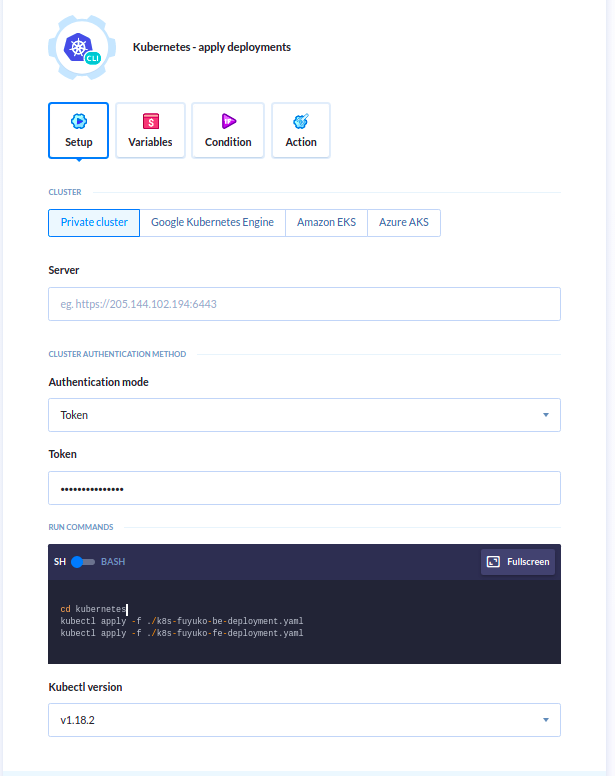 CLI
Kubernetes - apply deployments
Setup
Variables
Condition
Action
CLUSTER
Private cluster
Google Kubernetes Engine
Amazon EKS
Azure AKS
Server
eg. https://205.144.102.194:6443
CLUSTER AUTHENTICATION METHOD
Authentication mode
Token
Token
•••••••••••••••
RUN COMMANDS
SH BASH
Fullscreen
cd kubernetes
kubectl apply -f ./k8s-fuyuko-be-deployment.yaml
kubectl apply -f ./k8s-fuyuko-fe-deployment.yaml
Kubectl version
v1.18.2